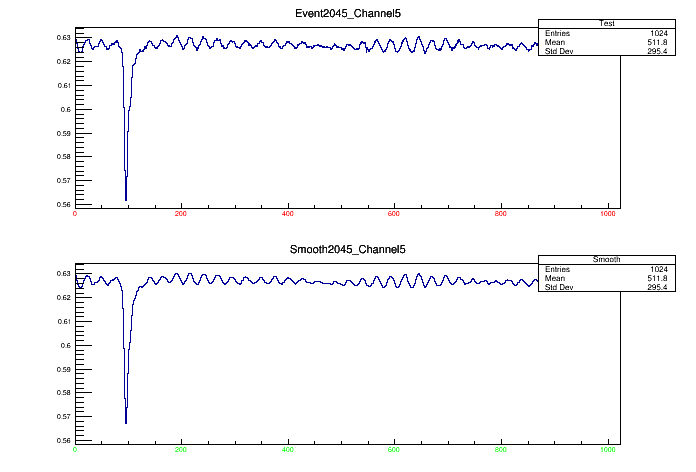 Event2045_Channel5
Test
Entries 1024
Mean 511.8
Std Dev 295.4
0.63
0.62
0.61
0.6
0.59
0.58
0.57
0.56
0 200 400 600 800 1000
Smooth2045_Channel5
Smooth
Entries 1024
Mean 511.8
Std Dev 295.4
0.63
0.62
0.61
0.6
0.59
0.58
0.57
0.56
0 200 400 600 800 1000